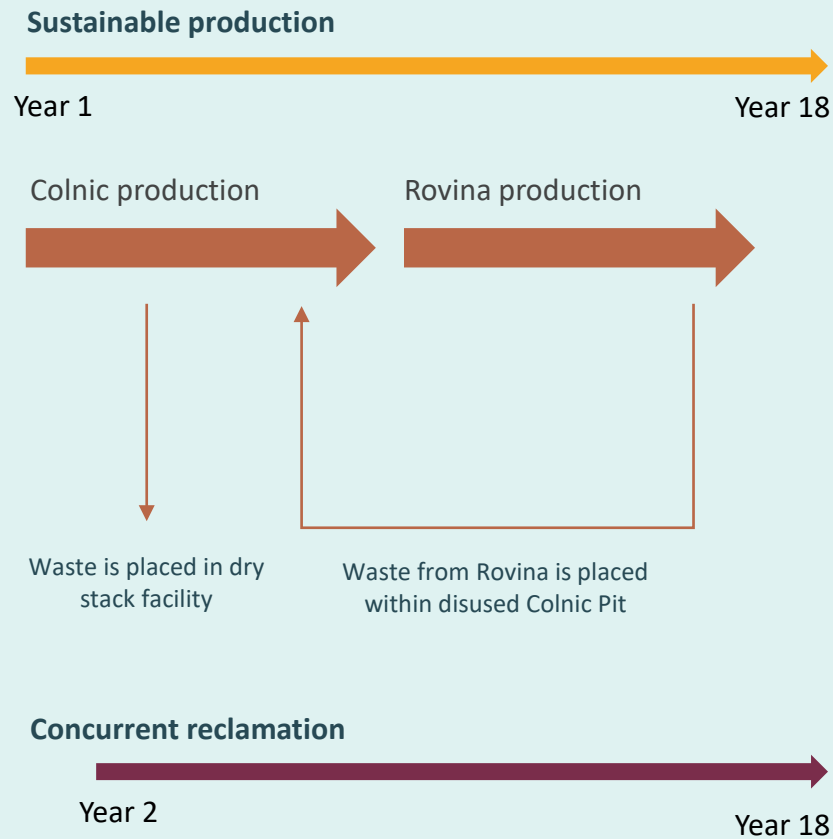 Sustainable production
Year 1
Year 18
Colnic production
Rovina production
Waste is placed in dry
stack facility
Waste from Rovina is placed
within disused Colnic Pit
Concurrent reclamation
Year 2
Year 18